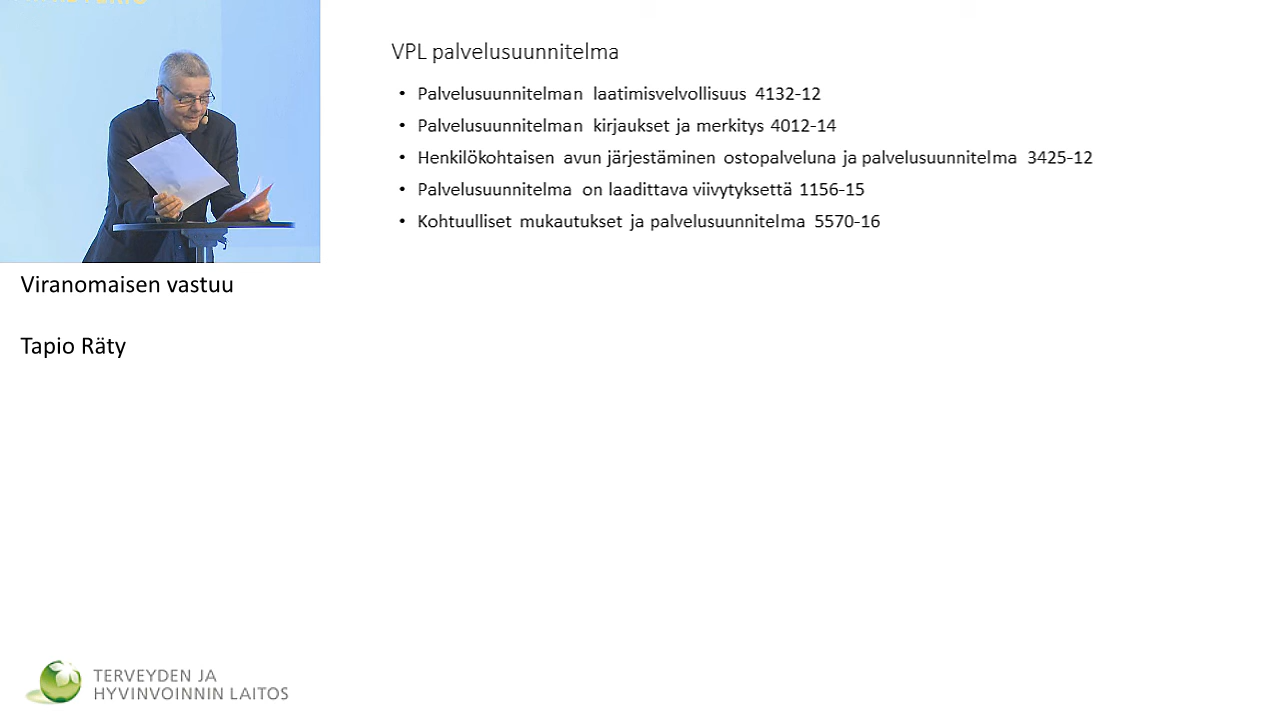 VPL palvelusuunnitelma
• Palvelusuunnitelman laatimisvelvollisuus 4132-12
• Palvelusuunnitelman kirjaukset ja merkitys 4012-14
• Henkilökohtaisen avun järjestäminen ostopalveluna ja palvelusuunnitelma 3425-12
• Palvelusuunnitelma on laadittava viivytyksettä 1156-15
• Kohtuulliset mukautukset ja palvelusuunnitelma 5570-16
Viranomaisen vastuu
Tapio Räty
TERVEYDEN JA
HYVINVOINNIN LAITOS